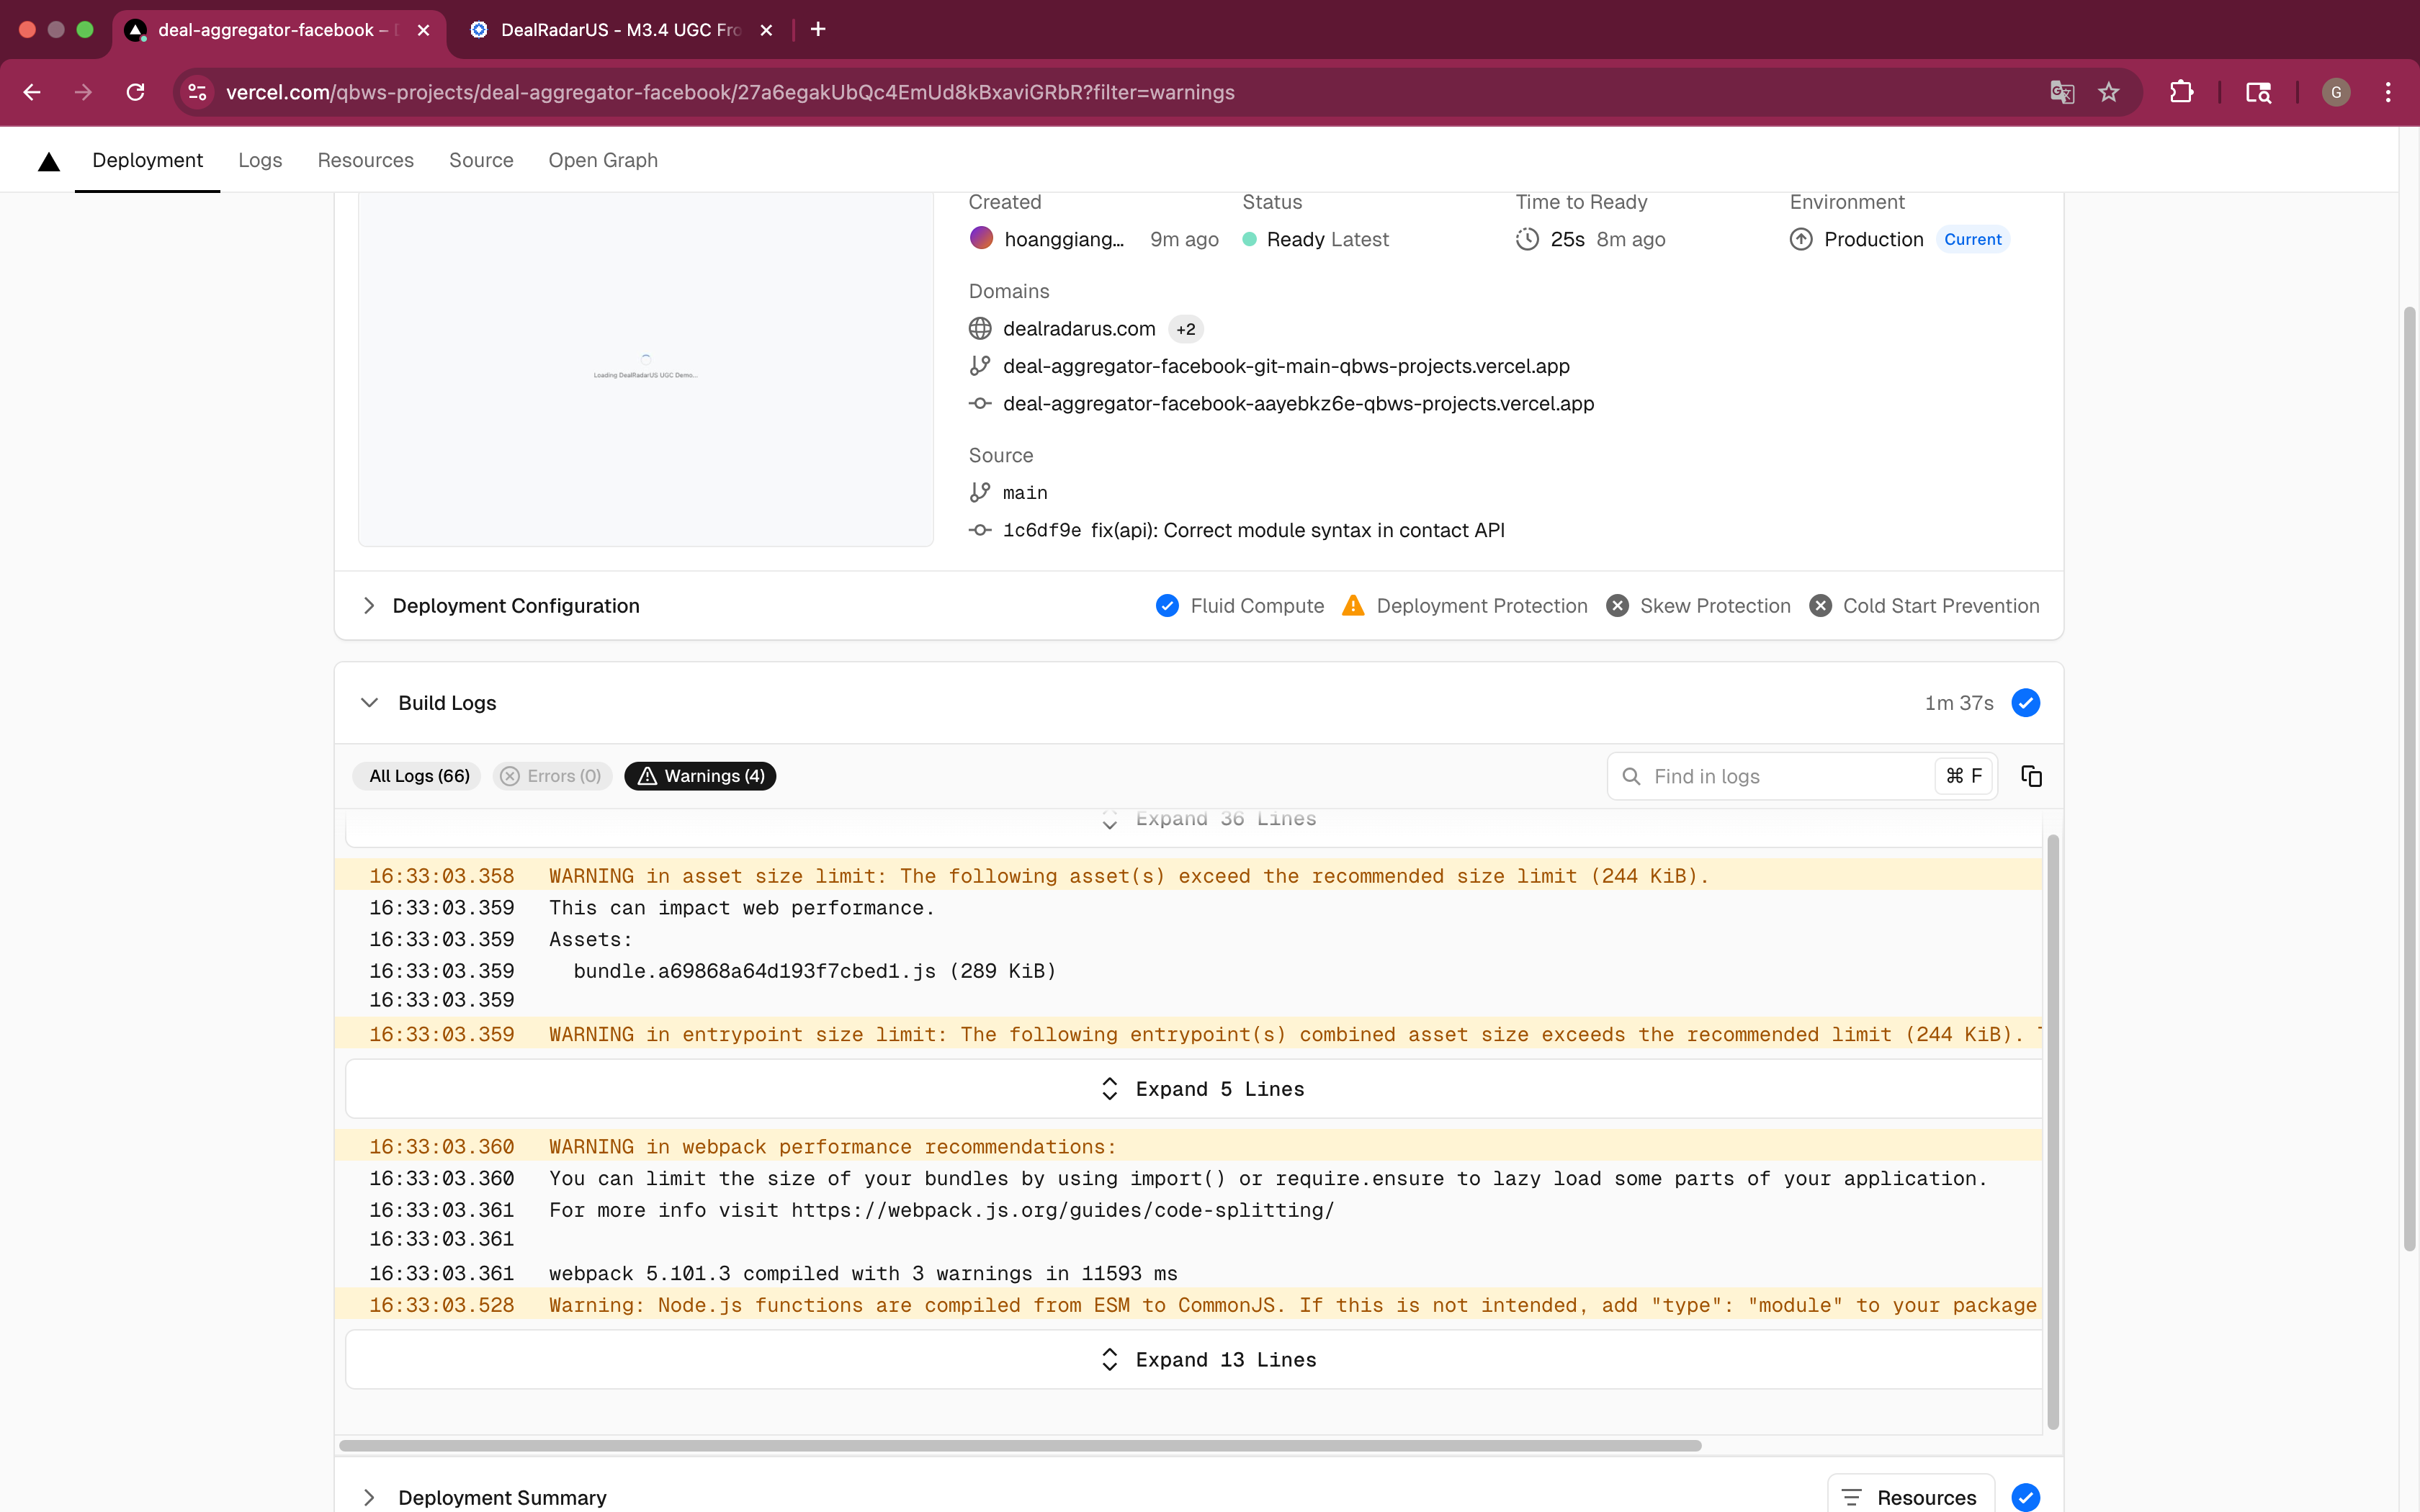 deal-aggregator-facebook –
DealRadarUS - M3.4 UGC Fro
vercel.com/qbws-projects/deal-aggregator-facebook/27a6egakUbQc4EmUd8kBxaviGRbR?filter=warnings
G
Deployment Logs Resources Source Open Graph
Created Status Time to Ready Environment
hoanggiang... 9m ago Ready Latest 25s 8m ago Production Current
Loading DealRadarUS UGC Demo...
Domains
dealradarus.com +2
deal-aggregator-facebook-git-main-qbws-projects.vercel.app
deal-aggregator-facebook-aayebkz6e-qbws-projects.vercel.app
Source
main
1c6df9e fix(api): Correct module syntax in contact API
Deployment Configuration Fluid Compute Deployment Protection Skew Protection Cold Start Prevention
Build Logs 1m 37s
All Logs (66) Errors (0) Warnings (4) Find in logs ⌘ F
Expand 36 Lines
16:33:03.358 WARNING in asset size limit: The following asset(s) exceed the recommended size limit (244 KiB).
16:33:03.359 This can impact web performance.
16:33:03.359 Assets:
16:33:03.359 bundle.a69868a64d193f7cbed1.js (289 KiB)
16:33:03.359
16:33:03.359 WARNING in entrypoint size limit: The following entrypoint(s) combined asset size exceeds the recommended limit (244 KiB).
Expand 5 Lines
16:33:03.360 WARNING in webpack performance recommendations:
16:33:03.360 You can limit the size of your bundles by using import() or require.ensure to lazy load some parts of your application.
16:33:03.361 For more info visit https://webpack.js.org/guides/code-splitting/
16:33:03.361
16:33:03.361 webpack 5.101.3 compiled with 3 warnings in 11593 ms
16:33:03.528 Warning: Node.js functions are compiled from ESM to CommonJS. If this is not intended, add "type": "module" to your package
Expand 13 Lines
Deployment Summary Resources